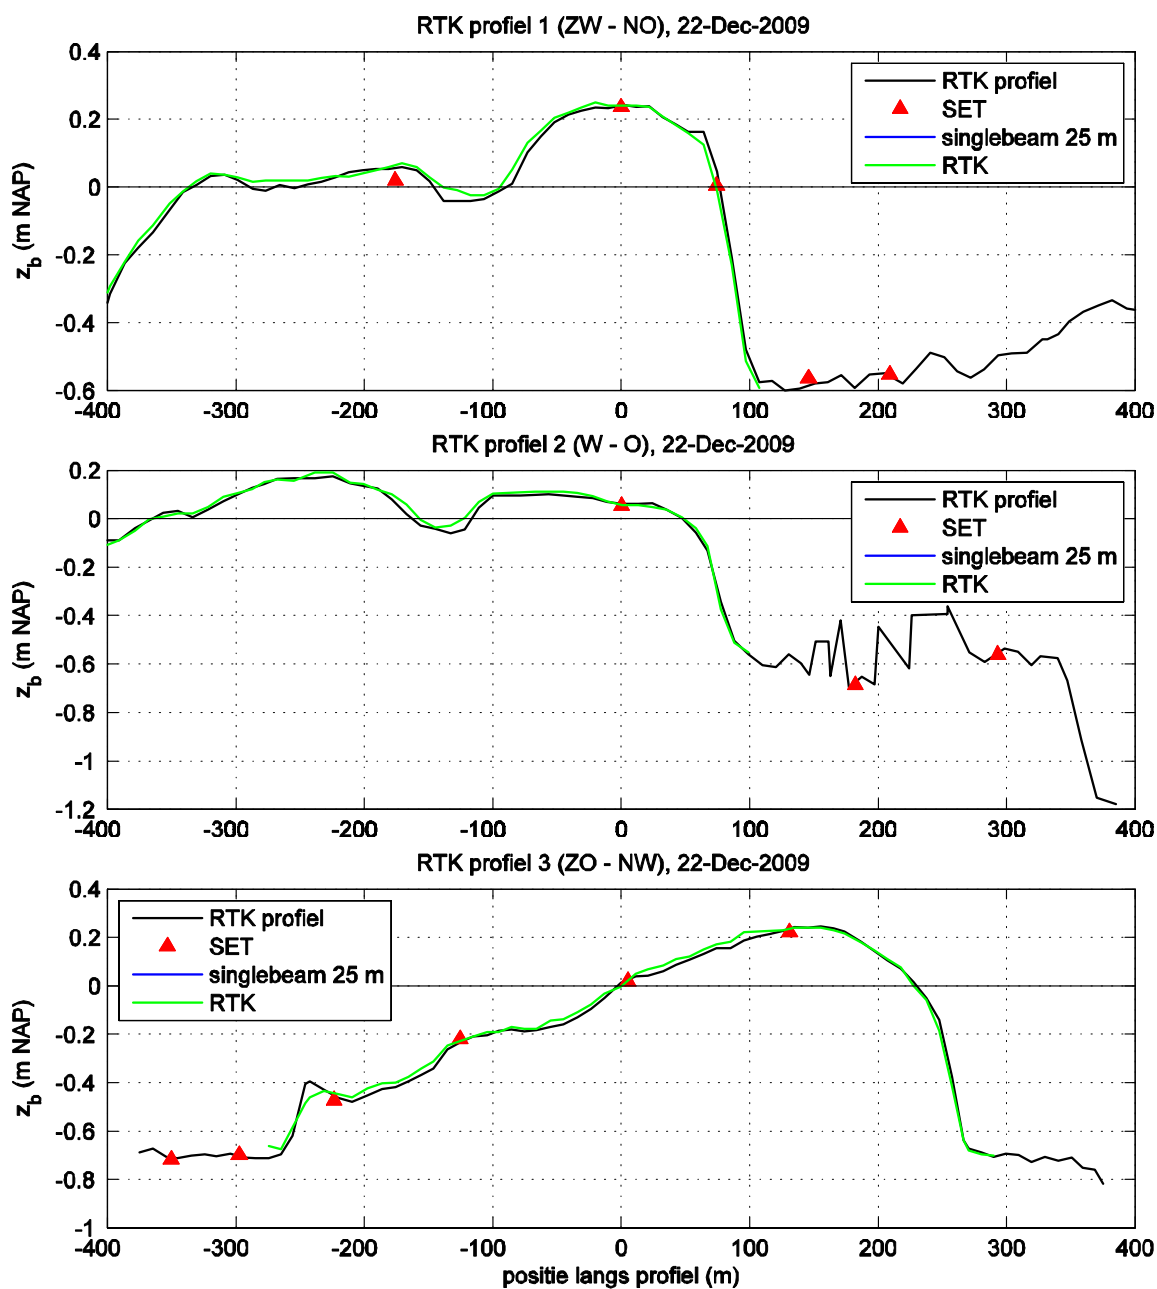 RTK profiel 1 (ZW - NO), 22-Dec-2009
0.4
0.2
0
-0.2
-0.4
-0.6
z_b (m NAP)
RTK profiel
SET
singlebeam 25 m
RTK
-400 -300 -200 -100 0 100 200 300 400
RTK profiel 2 (W - O), 22-Dec-2009
0.2
0
-0.2
-0.4
-0.6
-0.8
-1
-1.2
z_b (m NAP)
RTK profiel
SET
singlebeam 25 m
RTK
-400 -300 -200 -100 0 100 200 300 400
RTK profiel 3 (ZO - NW), 22-Dec-2009
0.4
0.2
0
-0.2
-0.4
-0.6
-0.8
-1
z_b (m NAP)
RTK profiel
SET
singlebeam 25 m
RTK
-400 -300 -200 -100 0 100 200 300 400
positie langs profiel (m)